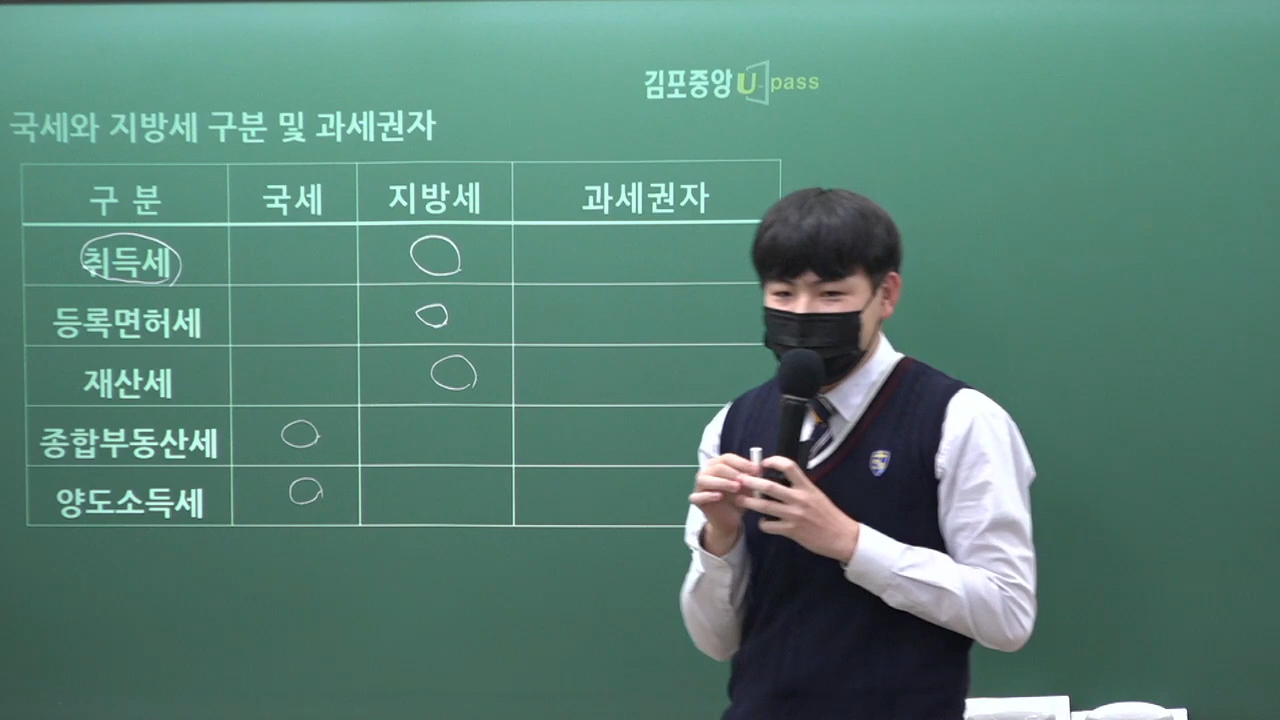 김포중앙 U-pass
국세와 지방세 구분 및 과세권자
구 분 국세 지방세 과세권자
취득세 ○
등록면허세 ○
재산세 ○
종합부동산세 ○
양도소득세 ○